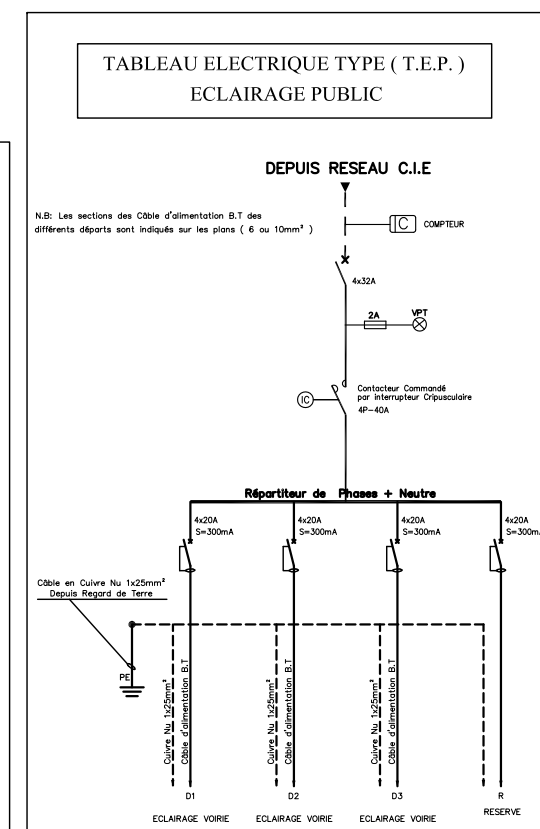 TABLEAU ELECTRIQUE TYPE ( T.E.P. )
ECLAIRAGE PUBLIC
DEPUIS RESEAU C.I.E
N.B: Les sections des Câble d'alimentation B.T des
différents départs sont indiqués sur les plans ( 6 ou 10mm² )
C
COMPTEUR
4x32A
2A
VPT
IC
Contacteur Commandé
par interrupteur Cripusculaire
4P-40A
Répartiteur de Phases + Neutre
4x20A
S=300mA
4x20A
S=300mA
4x20A
S=300mA
4x20A
S=300mA
Câble en Cuivre Nu 1x25mm²
Depuis Regard de Terre
PE
Cuivre Nu 1x25mm²
Câble d'alimentation B.T
Cuivre Nu 1x25mm²
Câble d'alimentation B.T
Cuivre Nu 1x25mm²
Câble d'alimentation B.T
D1
D2
D3
R
ECLAIRAGE VOIRIE
ECLAIRAGE VOIRIE
ECLAIRAGE VOIRIE
RESERVE